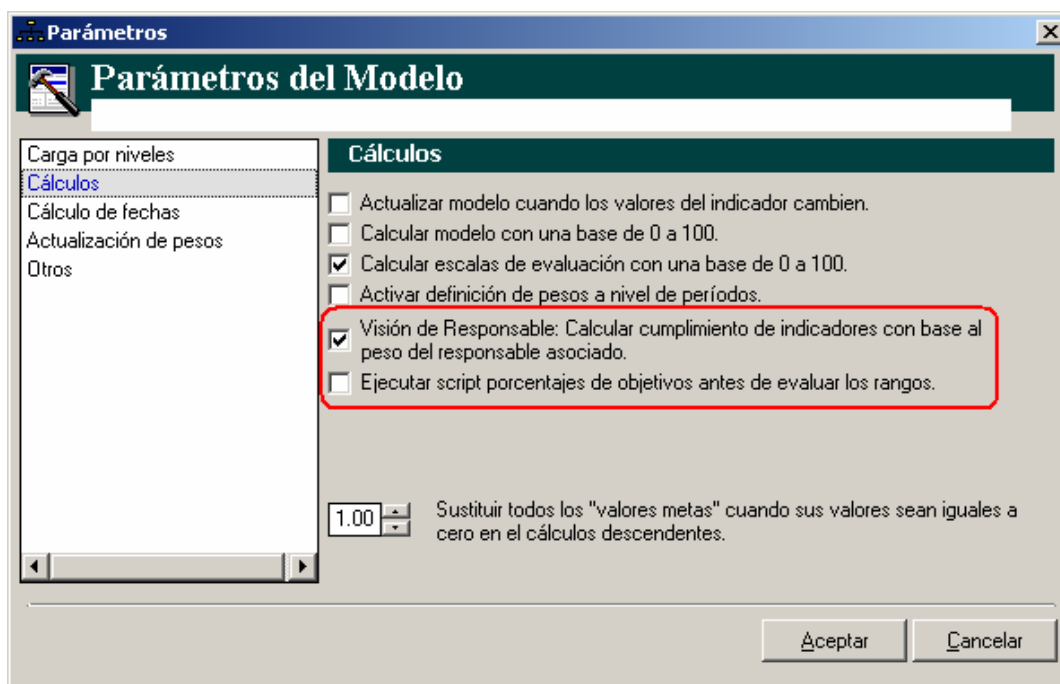 Parámetros
Parámetros del Modelo
Carga por niveles
Cálculos
Cálculo de fechas
Actualización de pesos
Otros
Cálculos
Actualizar modelo cuando los valores del indicador cambien.
Calcular modelo con una base de 0 a 100.
Calcular escalas de evaluación con una base de 0 a 100.
Activar definición de pesos a nivel de períodos.
Visión de Responsable: Calcular cumplimiento de indicadores con base al
peso del responsable asociado.
Ejecutar script porcentajes de objetivos antes de evaluar los rangos.
1.00
Sustituir todos los "valores metas" cuando sus valores sean iguales a
cero en el cálculos descendentes.
Aceptar
Cancelar